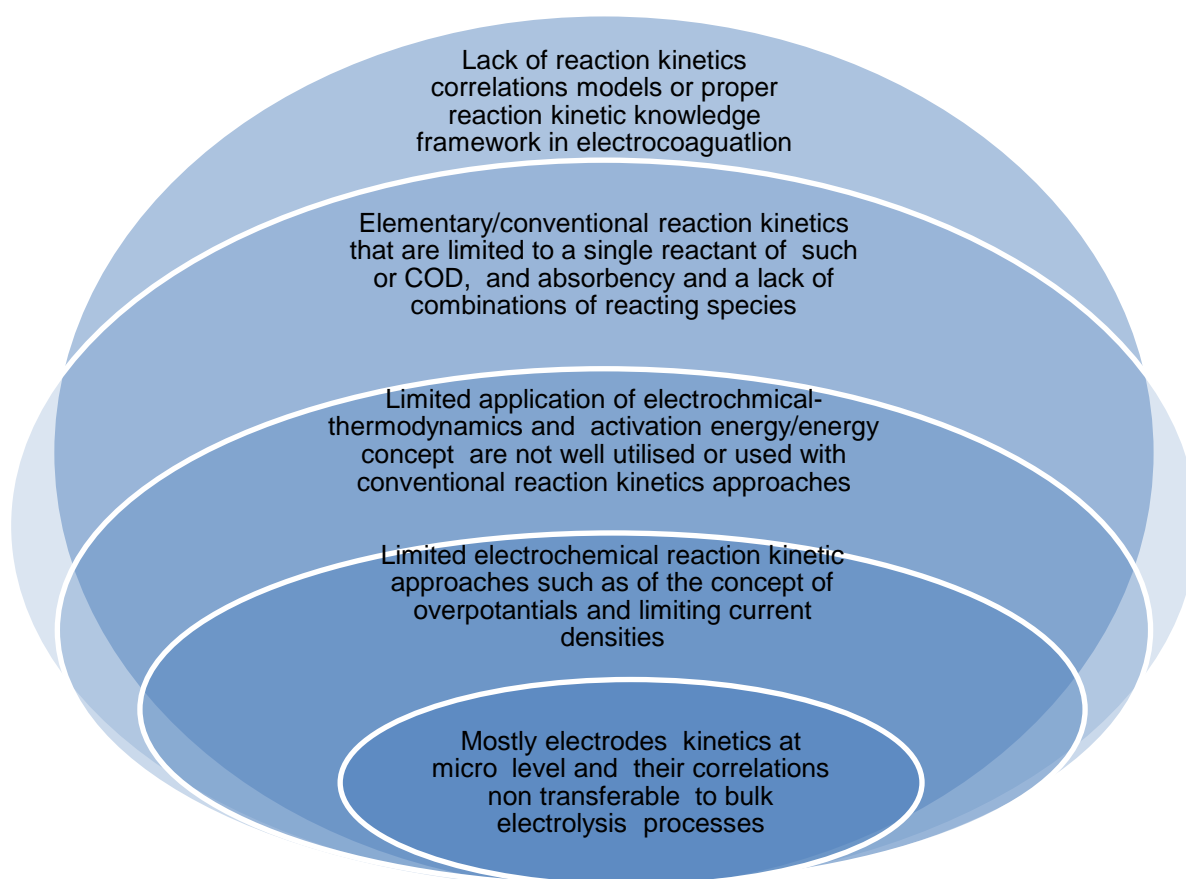 Lack of reaction kinetics
correlations models or proper
reaction kinetic knowledge
framework in electrocoaguatlion
Elementary/conventional reaction kinetics
that are limited to a single reactant of such
or COD, and absorbency and a lack of
combinations of reacting species
Limited application of electrochmical-
thermodynamics and activation energy/energy
concept are not well utilised or used with
conventional reaction kinetics approaches
Limited electrochemical reaction kinetic
approaches such as of the concept of
overpotantials and limiting current
densities
Mostly electrodes kinetics at
micro level and their correlations
non transferable to bulk
electrolysis processes